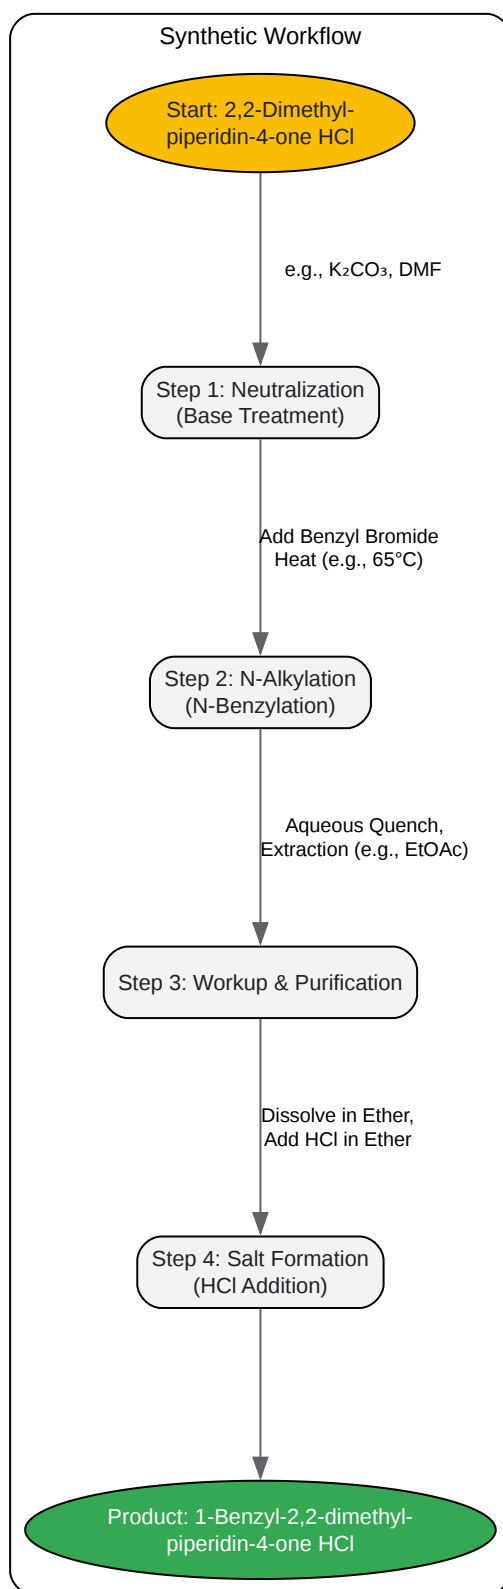 Synthetic Workflow
Start: 2,2-Dimethyl-
piperidin-4-one HCl
e.g., K₂CO₃, DMF
Step 1: Neutralization
(Base Treatment)
Add Benzyl Bromide
Heat (e.g., 65°C)
Step 2: N-Alkylation
(N-Benzylation)
Aqueous Quench,
Extraction (e.g., EtOAc)
Step 3: Workup & Purification
Dissolve in Ether,
Add HCl in Ether
Step 4: Salt Formation
(HCl Addition)
Product: 1-Benzyl-2,2-dimethyl-
piperidin-4-one HCl